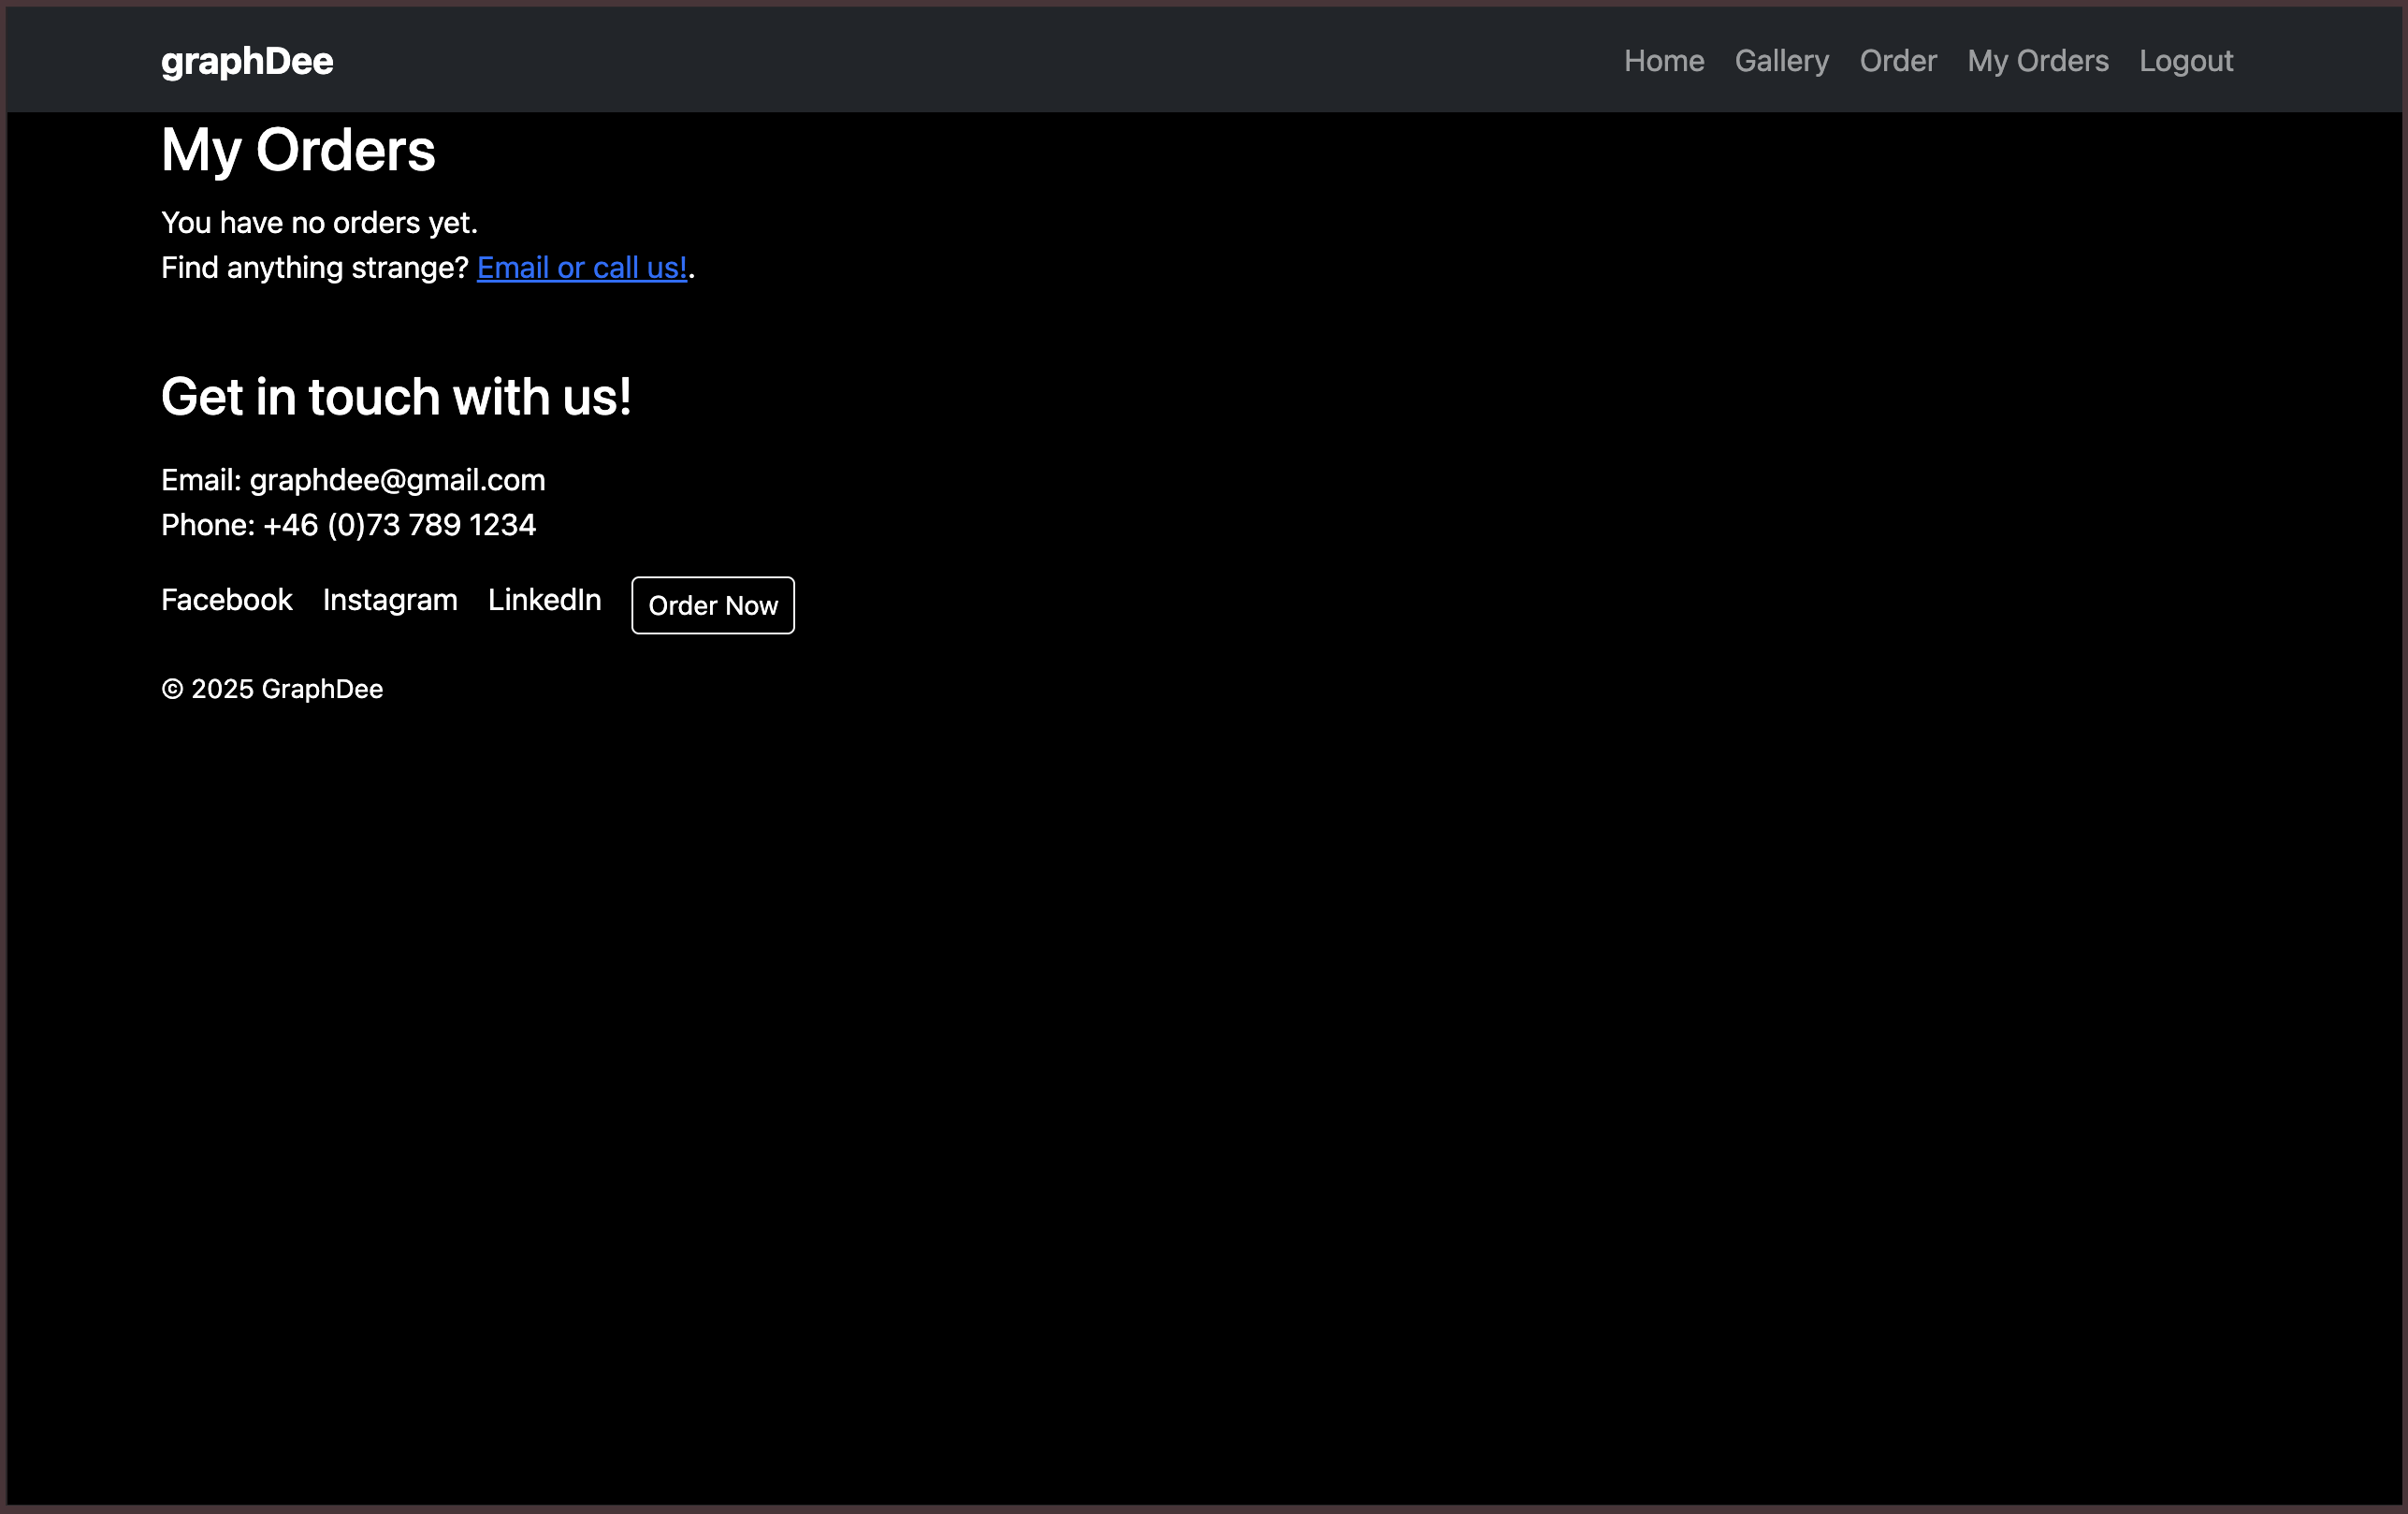 graphDee
Home Gallery Order My Orders Logout
My Orders
You have no orders yet.
Find anything strange? Email or call us!.
Get in touch with us!
Email: graphdee@gmail.com
Phone: +46 (0)73 789 1234
Facebook Instagram LinkedIn Order Now
© 2025 GraphDee